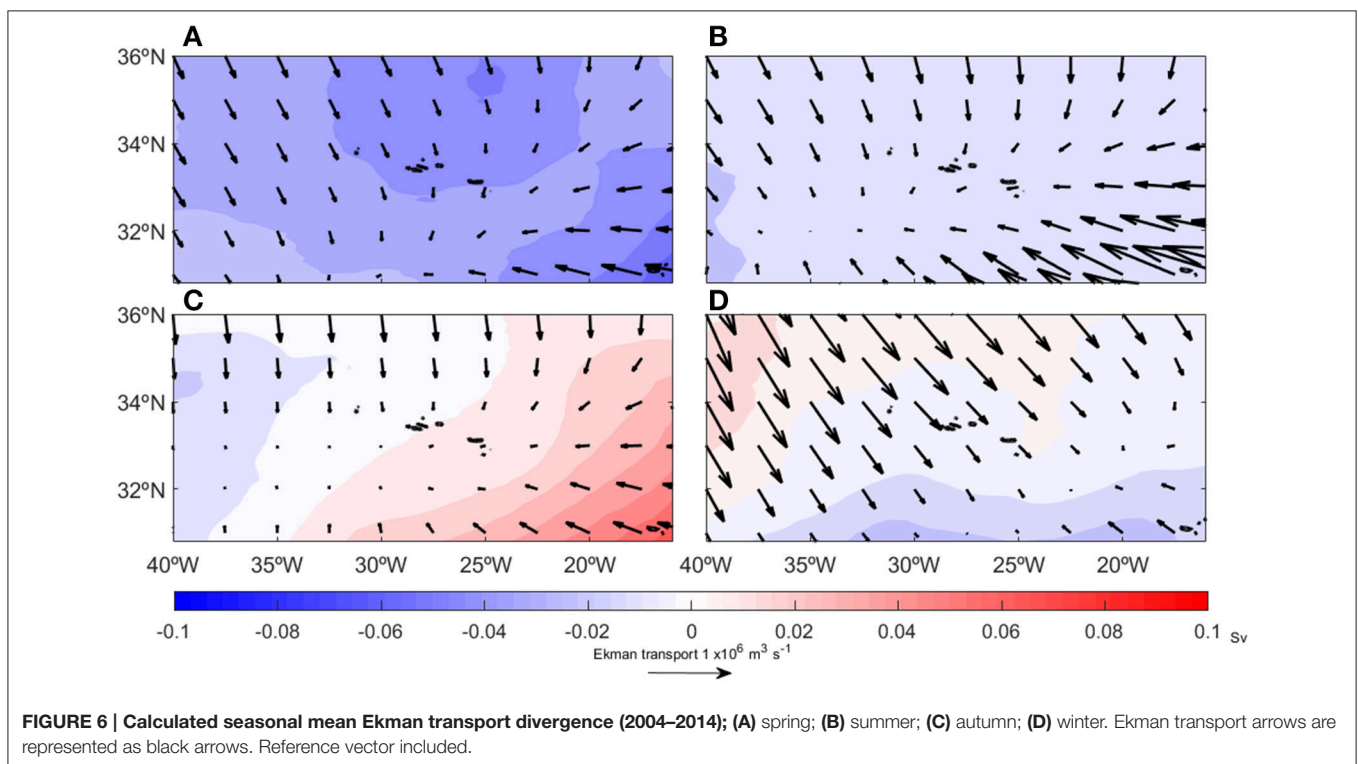 A
B
36ºN
34ºN
32ºN
C
D
36ºN
34ºN
32ºN
40ºW 35ºW 30ºW 25ºW 20ºW 40ºW 35ºW 30ºW 25ºW 20ºW
-0.1 -0.08 -0.06 -0.04 -0.02 0 0.02 0.04 0.06 0.08 0.1 Sv
Ekman transport 1 x10⁶ m³ s⁻¹
FIGURE 6 | Calculated seasonal mean Ekman transport divergence (2004–2014); (A) spring; (B) summer; (C) autumn; (D) winter. Ekman transport arrows are
represented as black arrows. Reference vector included.